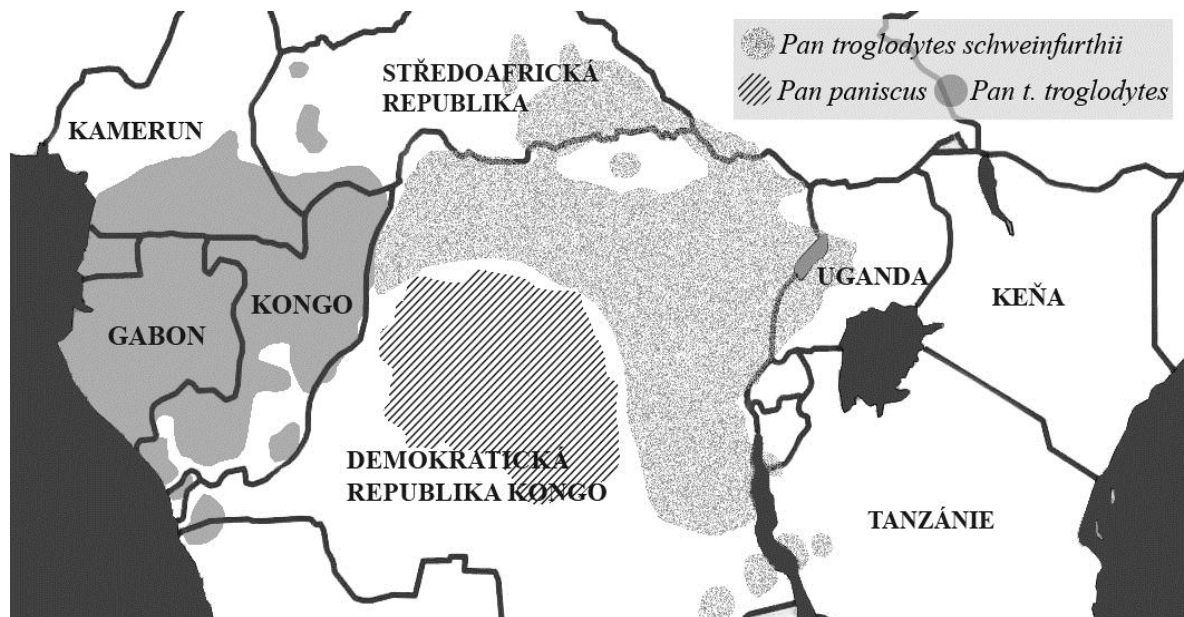 Pan troglodytes schweinfurthii
Pan paniscus
Pan t. troglodytes
STŘEDOAFRICKÁ
REPUBLIKA
KAMERUN
UGANDA
KEŇA
KONGO
GABON
DEMOKRATICKÁ
REPUBLIKA KONGO
TANZÁNIE